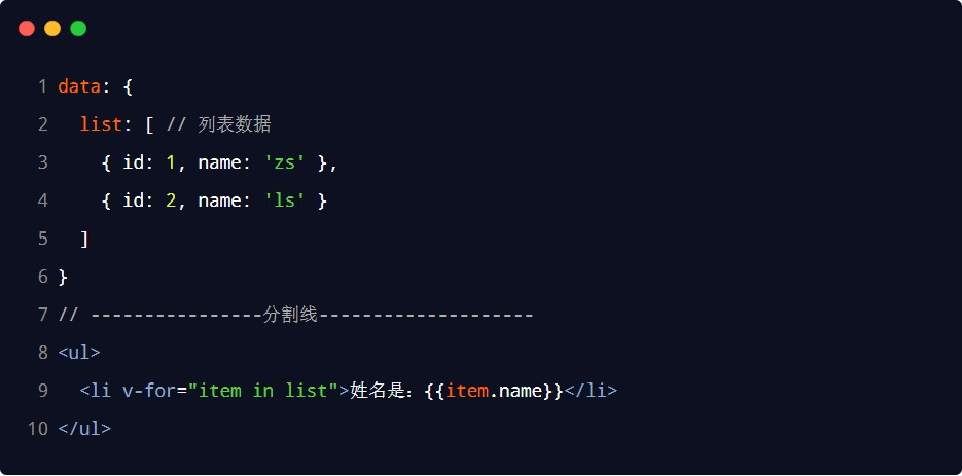 1 data: {
2   list: [ // 列表数据
3     { id: 1, name: 'zs' },
4     { id: 2, name: 'ls' }
5   ]
6 }
7 // ----------------分割线--------------------
8 <ul>
9   <li v-for="item in list">姓名是：{{item.name}}</li>
10 </ul>